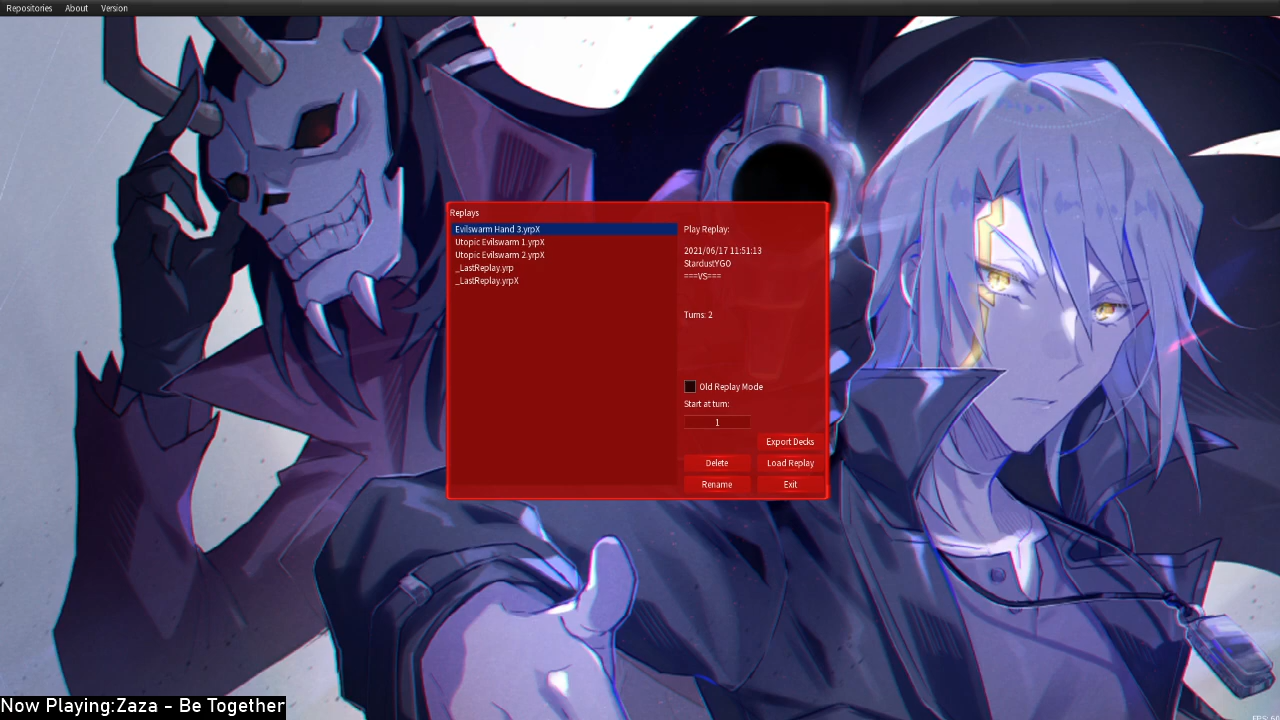 Repositories About Version
Replays
Evilswarm Hand 3.yrpX
Utopic Evilswarm 1.yrpX
Utopic Evilswarm 2.yrpX
_LastReplay.yrp
_LastReplay.yrpX
Play Replay:
2021/06/17 11:51:13
StardustYGO
===VS===
Turns: 2
Old Replay Mode
Start at turn:
1
Export Decks
Delete Load Replay
Rename Exit
Now Playing:Zaza - Be Together